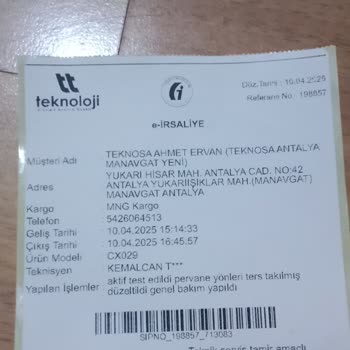 tt
teknoloji
Düz.Tarihi : 10.04.2025
Referans No : 198857
e-İRSALİYE
Müşteri Adı : TEKNOSA AHMET ERVAN (TEKNOSA ANTALYA MANAVGAT YENİ)
Adres : YUKARI HİSAR MAH. ANTALYA CAD. NO:42
ANTALYA YUKARIIŞIKLAR MAH.(MANAVGAT)
MANAVGAT ANTALYA
Kargo : MNG Kargo
Telefon : 5426064513
Geliş Tarihi : 10.04.2025 15:14:33
Çıkış Tarihi : 10.04.2025 16:45:57
Ürün Modeli : CX029
Teknisyen : KEMALCAN T***
Yapılan İşlemler : aktif test edildi pervane yönleri ters takılmış
düzeltildi genel bakım yapıldı
SIPNO_198857_713083
Teknik servis tamir amaçlı